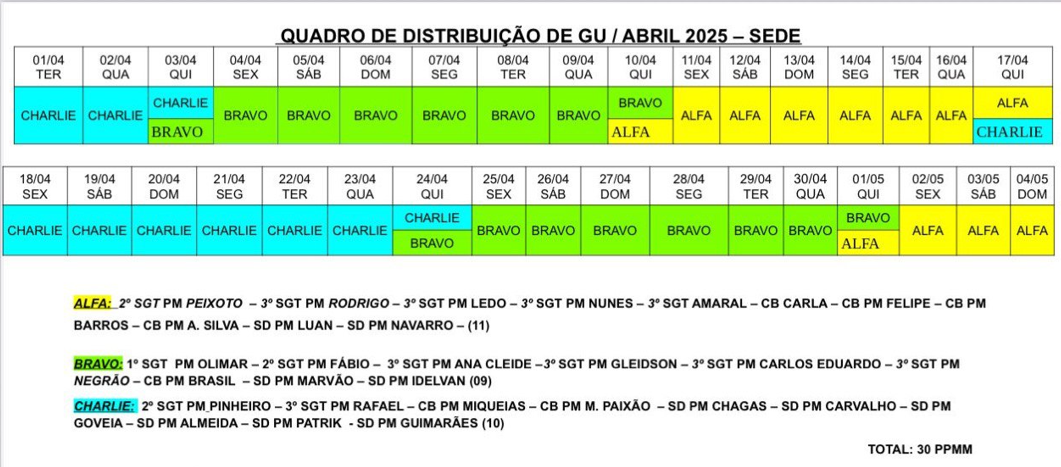 QUADRO DE DISTRIBUIÇÃO DE GU / ABRIL 2025 – SEDE
01/04 02/04 03/04 04/04 05/04 06/04 07/04 08/04 09/04 10/04 11/04 12/04 13/04 14/04 15/04 16/04 17/04
TER QUA QUI SEX SÁB DOM SEG TER QUA QUI SEX SÁB DOM SEG TER QUA QUI
CHARLIE BRAVO ALFA
CHARLIE CHARLIE BRAVO BRAVO BRAVO BRAVO BRAVO BRAVO ALFA ALFA ALFA ALFA ALFA ALFA
BRAVO ALFA CHARLIE
18/04 19/04 20/04 21/04 22/04 23/04 24/04 25/04 26/04 27/04 28/04 29/04 30/04 01/05 02/05 03/05 04/05
SEX SÁB DOM SEG TER QUA QUI SEX SÁB DOM SEG TER QUA QUI SEX SÁB DOM
CHARLIE BRAVO
CHARLIE CHARLIE CHARLIE CHARLIE CHARLIE CHARLIE BRAVO BRAVO BRAVO BRAVO BRAVO BRAVO ALFA ALFA ALFA
BRAVO ALFA
ALFA: 2º SGT PM PEIXOTO – 3º SGT PM RODRIGO – 3º SGT PM LEDO – 3º SGT PM NUNES – 3º SGT AMARAL – CB CARLA – CB PM FELIPE – CB PM
BARROS – CB PM A. SILVA – SD PM LUAN – SD PM NAVARRO – (11)
BRAVO: 1º SGT PM OLIMAR – 2º SGT PM FÁBIO – 3º SGT PM ANA CLEIDE –3º SGT PM GLEIDSON – 3º SGT PM CARLOS EDUARDO – 3º SGT PM
NEGRÃO – CB PM BRASIL – SD PM MARVÃO – SD PM IDELVAN (09)
CHARLIE: 2º SGT PM PINHEIRO – 3º SGT PM RAFAEL – CB PM MIQUEIAS – CB PM M. PAIXÃO – SD PM CHAGAS – SD PM CARVALHO – SD PM
GOVEIA – SD PM ALMEIDA – SD PM PATRIK - SD PM GUIMARÃES (10)
TOTAL: 30 PPMM